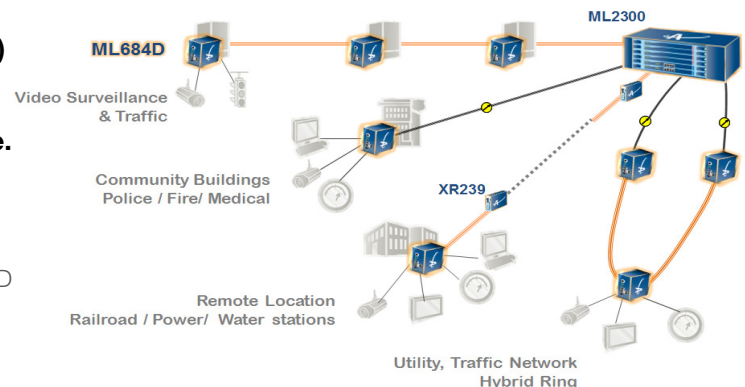 ML2300
)
ML684D
Video Surveillance
& Traffic
e.
Community Buildings
Police / Fire/ Medical
XR239
D
Remote Location
Railroad / Power/ Water stations
Utility, Traffic Network
Hybrid Ring